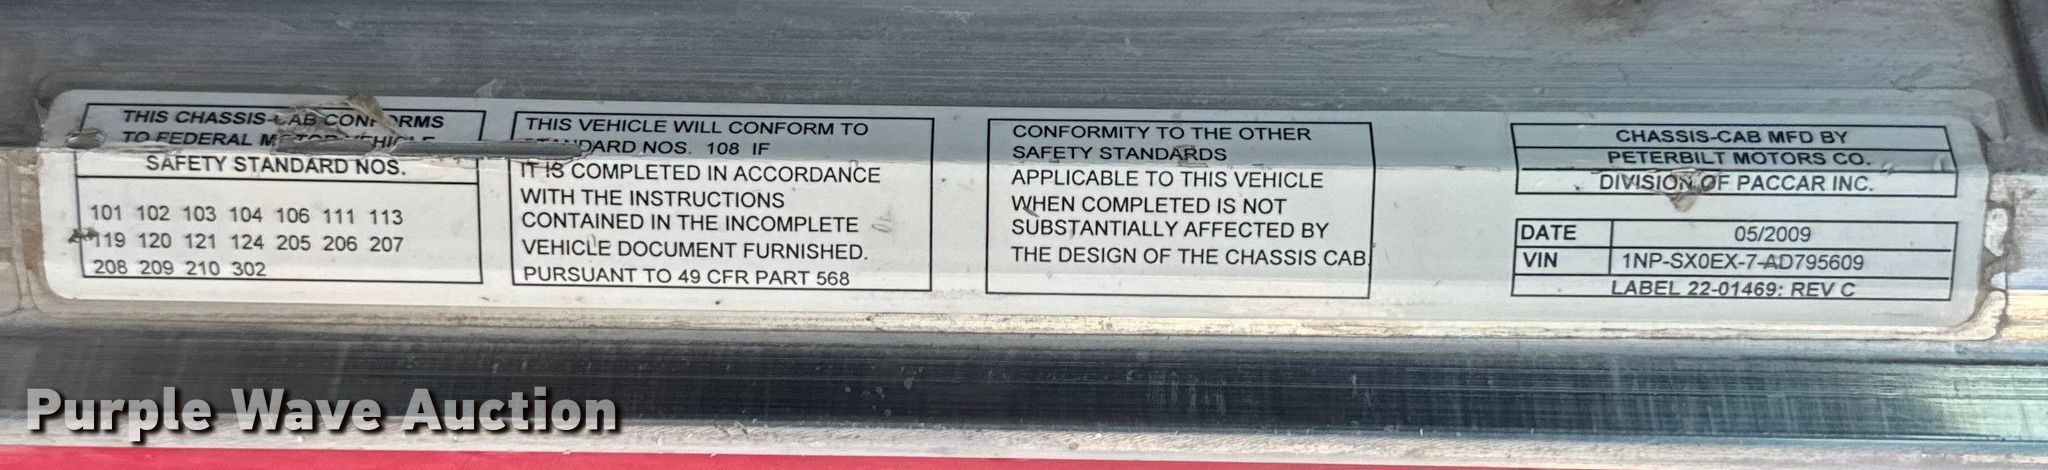 THIS CHASSIS-CAB CONFORMS
TO FEDERAL MOTOR VEHICLE
SAFETY STANDARD NOS.
101 102 103 104 106 111 113
119 120 121 124 205 206 207
208 209 210 302
THIS VEHICLE WILL CONFORM TO
STANDARD NOS. 108 IF
IT IS COMPLETED IN ACCORDANCE
WITH THE INSTRUCTIONS
CONTAINED IN THE INCOMPLETE
VEHICLE DOCUMENT FURNISHED.
PURSUANT TO 49 CFR PART 568
CONFORMITY TO THE OTHER
SAFETY STANDARDS
APPLICABLE TO THIS VEHICLE
WHEN COMPLETED IS NOT
SUBSTANTIALLY AFFECTED BY
THE DESIGN OF THE CHASSIS CAB.
CHASSIS-CAB MFD BY
PETERBILT MOTORS CO.
DIVISION OF PACCAR INC.
DATE 05/2009
VIN 1NP-SX0EX-7-AD795609
LABEL 22-01469: REV C
Purple Wave Auction